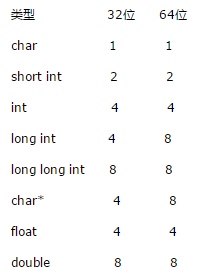 类型 32位 64位
char 1 1
short int 2 2
int 4 4
long int 4 8
long long int 8 8
char* 4 8
float 4 4
double 8 8